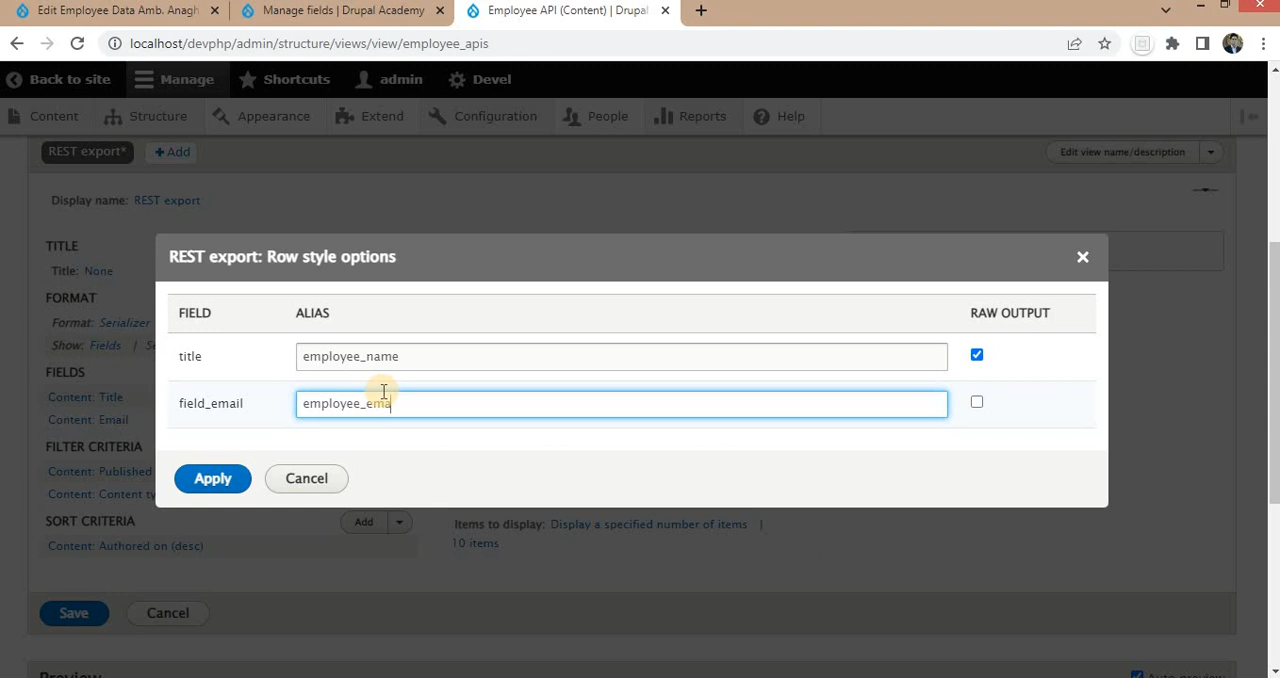 Edit Employee Data Amb. Anagh
Manage fields | Drupal Academy
Employee API (Content) | Drupal
localhost/devphp/admin/structure/views/view/employee_apis
Back to site Manage Shortcuts admin Devel
Content Structure Appearance Extend Configuration People Reports Help
REST export* + Add Edit view name/description
Display name: REST export
TITLE
Title: None
FORMAT
Format: Serializer
Show: Fields |
FIELDS
Content: Title
Content: Email
FILTER CRITERIA
Content: Published
Content: Content ty
SORT CRITERIA Add
Content: Authored on (desc)
Items to display: Display a specified number of items |
10 items
REST export: Row style options
FIELD ALIAS RAW OUTPUT
title employee_name
field_email employee_ema
Apply Cancel
Save Cancel
Preview Auto preview